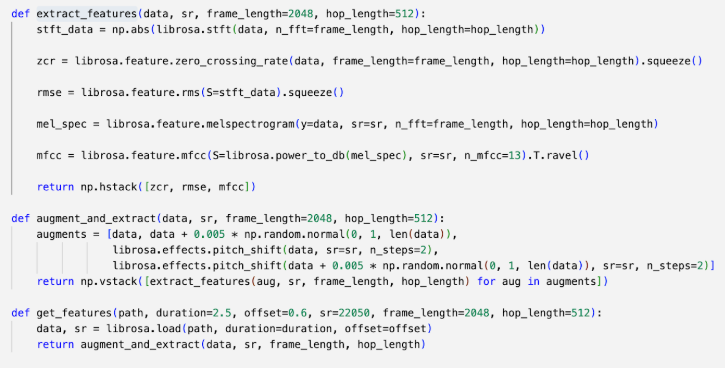 def extract_features(data, sr, frame_length=2048, hop_length=512):
    stft_data = np.abs(librosa.stft(data, n_fft=frame_length, hop_length=hop_length))
    zcr = librosa.feature.zero_crossing_rate(data, frame_length=frame_length, hop_length=hop_length).squeeze()
    rmse = librosa.feature.rms(S=stft_data).squeeze()
    mel_spec = librosa.feature.melspectrogram(y=data, sr=sr, n_fft=frame_length, hop_length=hop_length)
    mfcc = librosa.feature.mfcc(S=librosa.power_to_db(mel_spec), sr=sr, n_mfcc=13).T.ravel()
    return np.hstack([zcr, rmse, mfcc])
def augment_and_extract(data, sr, frame_length=2048, hop_length=512):
    augments = [data, data + 0.005 * np.random.normal(0, 1, len(data)),
                librosa.effects.pitch_shift(data, sr=sr, n_steps=2),
                librosa.effects.pitch_shift(data + 0.005 * np.random.normal(0, 1, len(data)), sr=sr, n_steps=2)]
    return np.vstack([extract_features(aug, sr, frame_length, hop_length) for aug in augments])
def get_features(path, duration=2.5, offset=0.6, sr=22050, frame_length=2048, hop_length=512):
    data, sr = librosa.load(path, duration=duration, offset=offset)
    return augment_and_extract(data, sr, frame_length, hop_length)